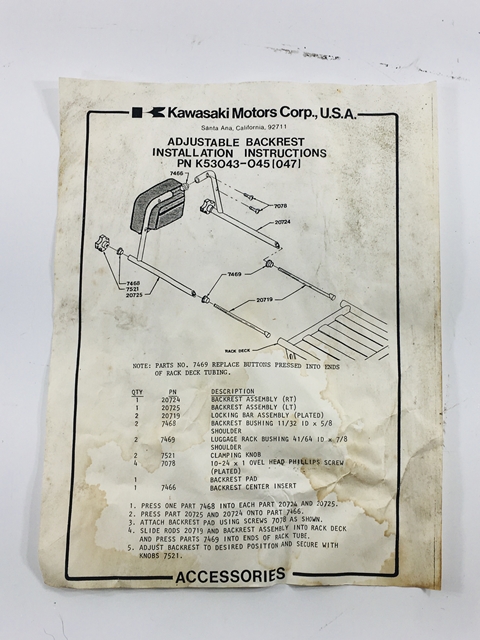 Kawasaki Motors Corp., U.S.A.
Santa Ana, California, 92711
ADJUSTABLE BACKREST
INSTALLATION INSTRUCTIONS
PN K53043-045(047)
7466
7078
20724
7468
7521
20725
7469
20719
RACK DECK
NOTE: PARTS NO. 7469 REPLACE BUTTONS PRESSED INTO ENDS
OF RACK DECK TUBING.
QTY PN DESCRIPTION
1 20724 BACKREST ASSEMBLY (RT)
1 20725 BACKREST ASSEMBLY (LT)
2 20719 LOCKING BAR ASSEMBLY (PLATED)
2 7468 BACKREST BUSHING 11/32 ID x 5/8
SHOULDER
2 7469 LUGGAGE RACK BUSHING 41/64 ID x 7/8
SHOULDER
2 7521 CLAMPING KNOB
4 7078 10-24 x 1 OVEL HEAD PHILLIPS SCREW
(PLATED)
1 BACKREST PAD
1 7466 BACKREST CENTER INSERT
1. PRESS ONE PART 7468 INTO EACH PART 20724 AND 20725.
2. PRESS PART 20725 AND 20724 ONTO PART 7466.
3. ATTACH BACKREST PAD USING SCREWS 7078 AS SHOWN.
4. SLIDE RODS 20719 AND BACKREST ASSEMBLY INTO RACK DECK
AND PRESS PARTS 7469 INTO ENDS OF RACK TUBE.
5. ADJUST BACKREST TO DESIRED POSITION AND SECURE WITH
KNOBS 7521.
ACCESSORIES